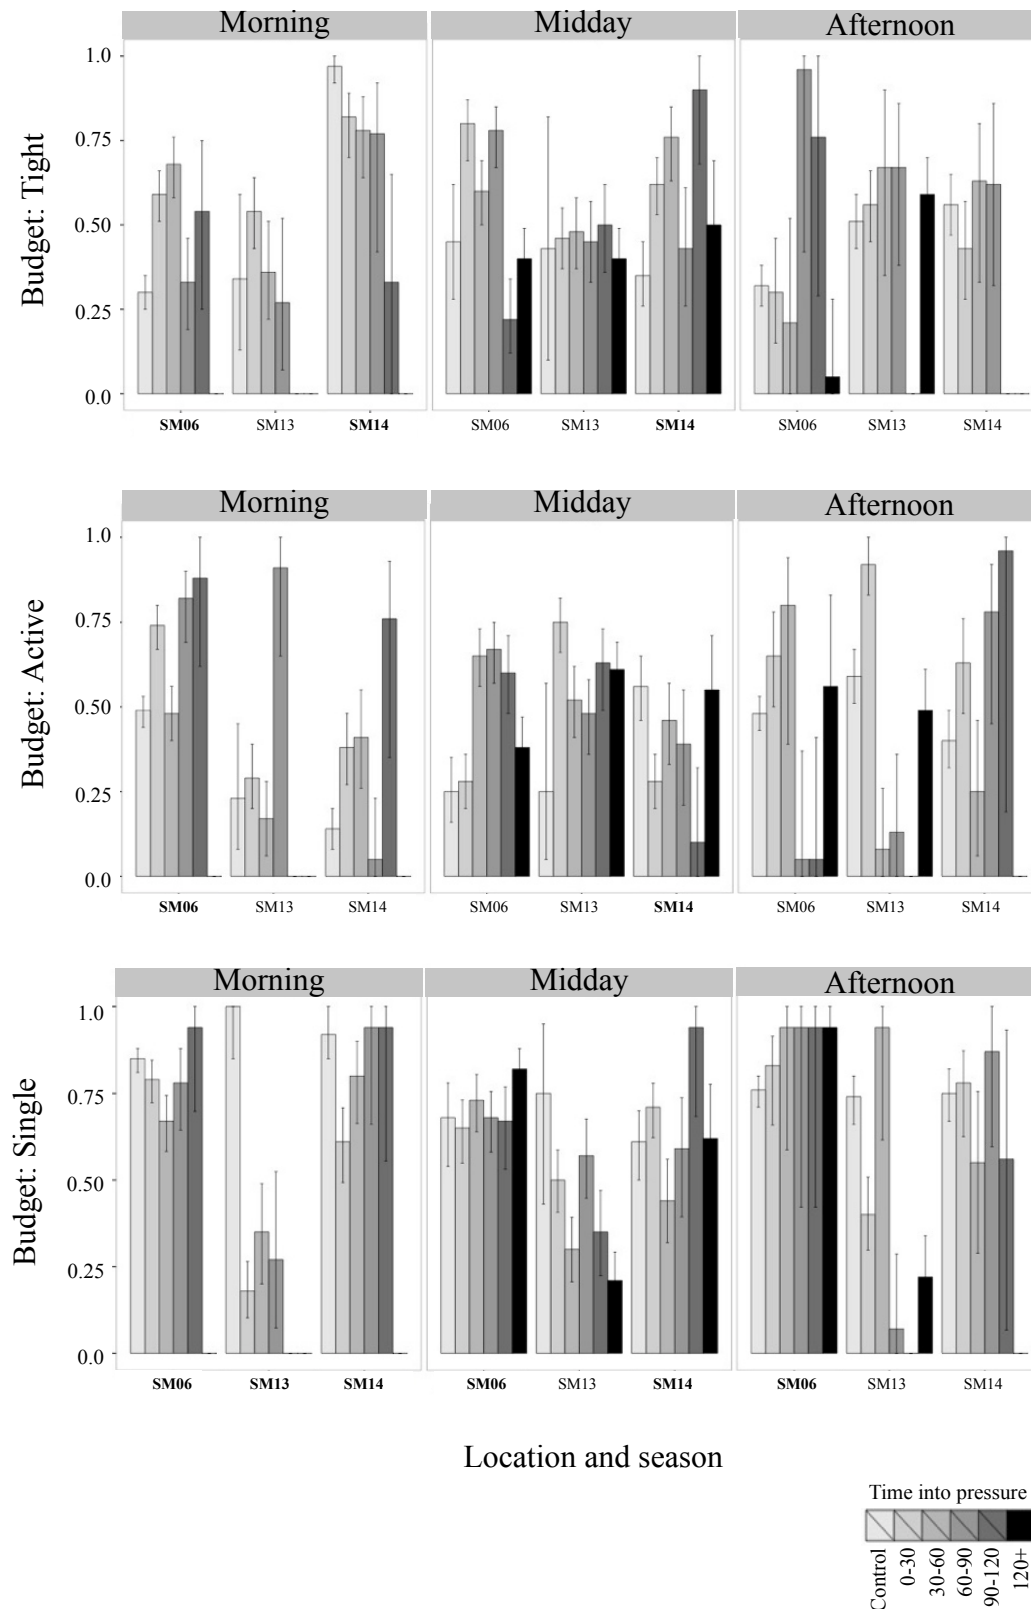 Morning Midday Afternoon
Budget: Tight
1.0
0.75
0.50
0.25
0.0
SM06 SM13 SM14 SM06 SM13 SM14 SM06 SM13 SM14
Morning Midday Afternoon
Budget: Active
1.0
0.75
0.50
0.25
0.0
SM06 SM13 SM14 SM06 SM13 SM14 SM06 SM13 SM14
Morning Midday Afternoon
Budget: Single
1.0
0.75
0.50
0.25
0.0
SM06 SM13 SM14 SM06 SM13 SM14 SM06 SM13 SM14
Location and season
Time into pressure
Control
0-30
30-60
60-90
90-120
120+